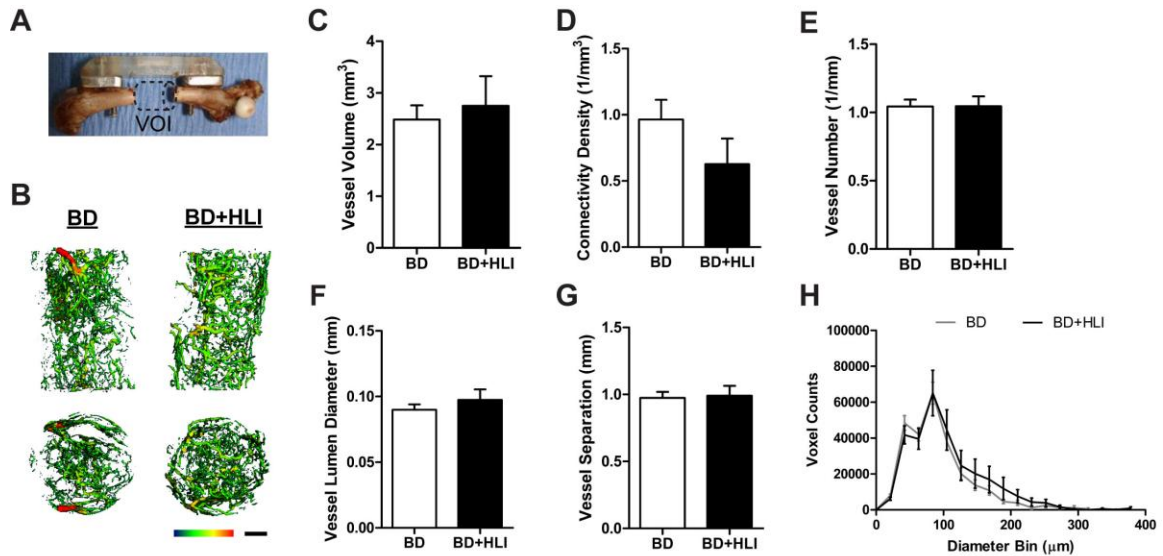 A
VOI
B
BD
BD+HLI
C
Vessel Volume (mm³)
4
3
2
1
0
BD
BD+HLI
D
Connectivity Density (1/mm³)
1.5
1.0
0.5
0.0
BD
BD+HLI
E
Vessel Number (1/mm)
1.5
1.0
0.5
0.0
BD
BD+HLI
F
Vessel Lumen Diameter (mm)
0.15
0.10
0.05
0.00
BD
BD+HLI
G
Vessel Separation (mm)
1.5
1.0
0.5
0.0
BD
BD+HLI
H
BD
BD+HLI
Voxel Counts
100000
80000
60000
40000
20000
0
0
100
200
300
400
Diameter Bin (μm)